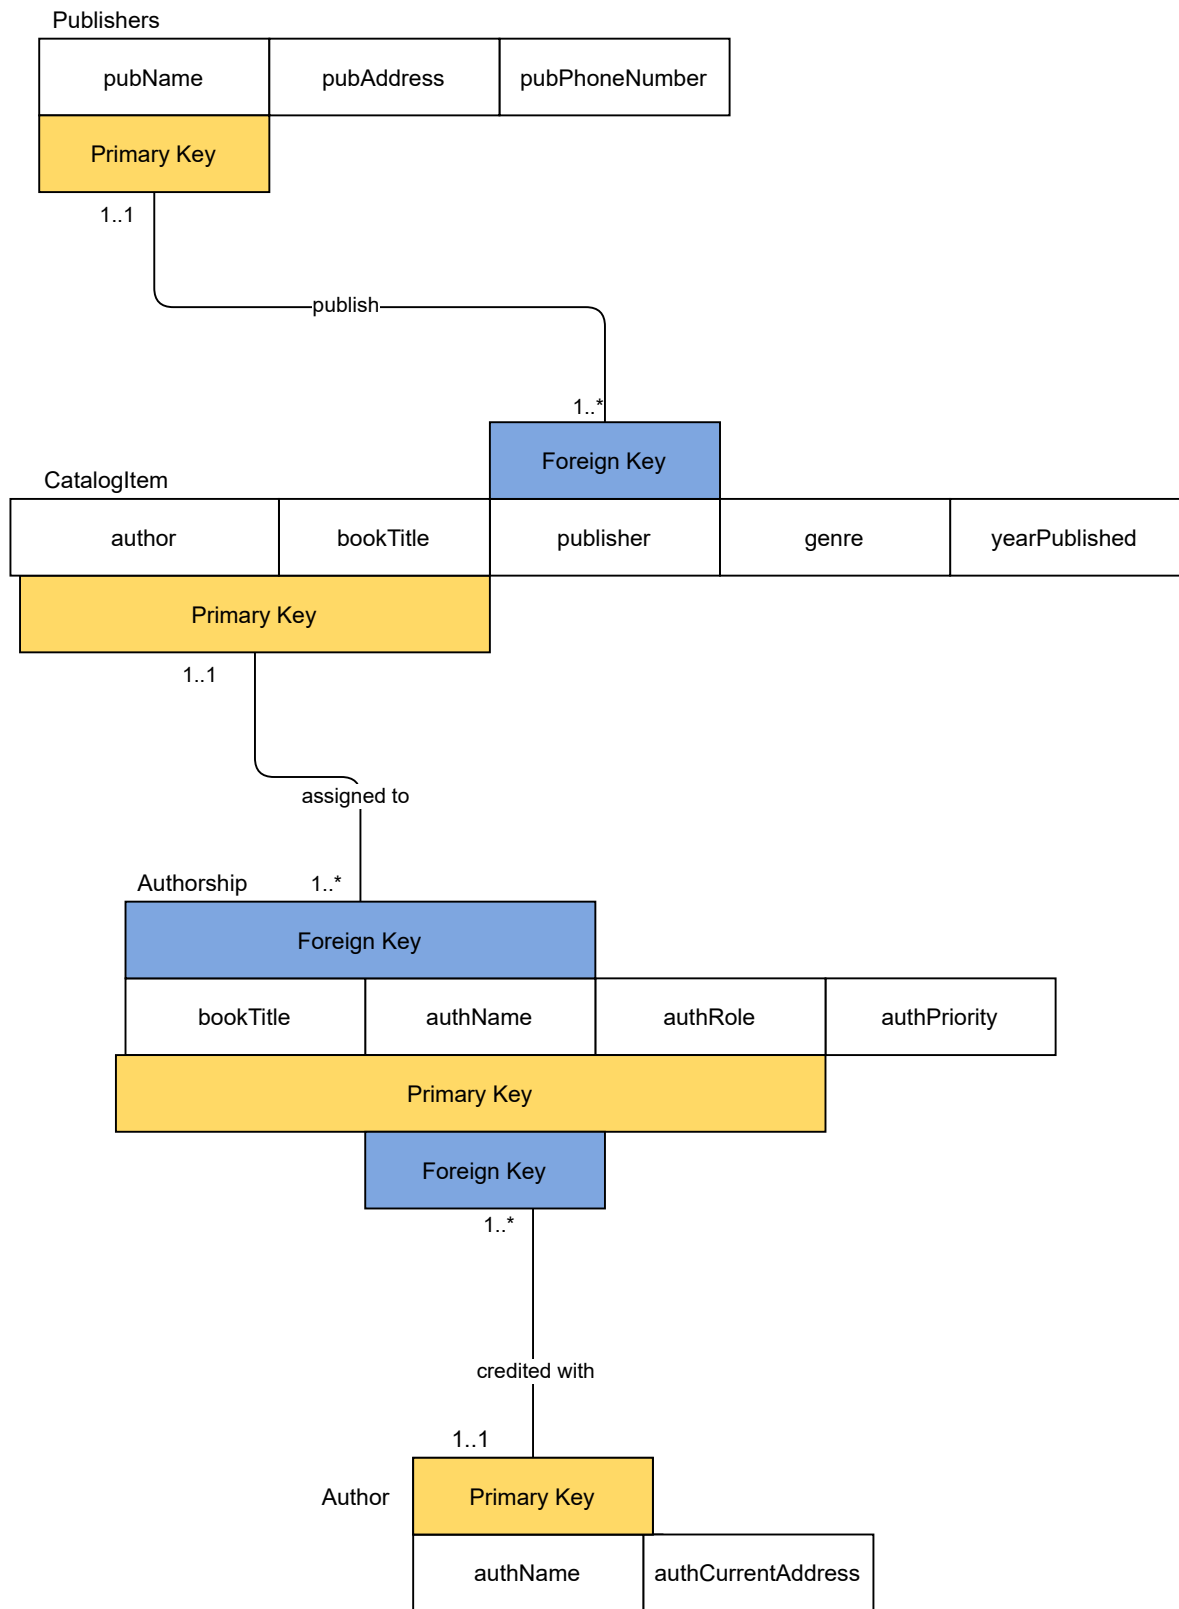 Publishers
pubName pubAddress pubPhoneNumber
Primary Key
1..1
publish
1..*
Foreign Key
CatalogItem
author bookTitle publisher genre yearPublished
Primary Key
1..1
assigned to
Authorship 1..*
Foreign Key
bookTitle authName authRole authPriority
Primary Key
Foreign Key
1..*
credited with
1..1
Author Primary Key
authName authCurrentAddress